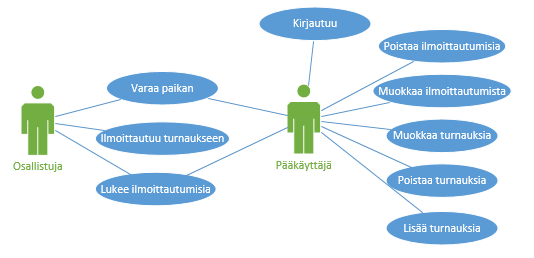 Kirjautuu
Poistaa ilmoittautumisia
Varaa paikan
Muokkaa ilmoittautumista
Ilmoittautuu turnaukseen
Muokkaa turnauksia
Osallistuja
Pääkäyttäjä
Lukee ilmoittautumisia
Poistaa turnauksia
Lisää turnauksia